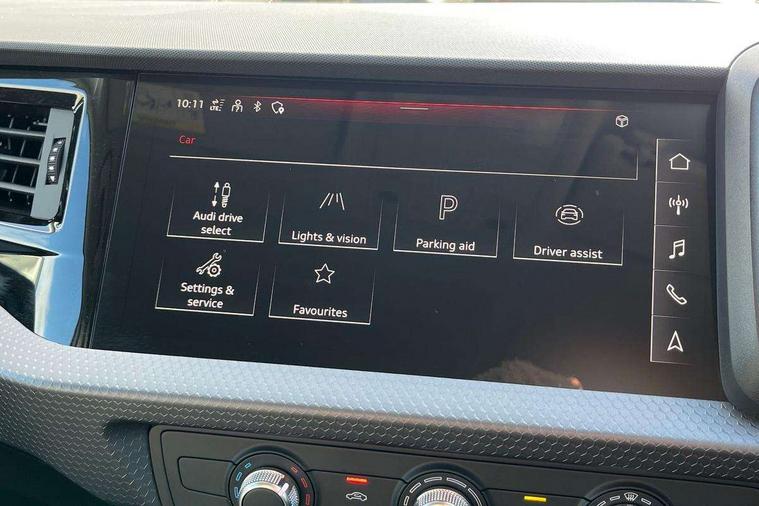 10:11
Car
Audi drive
select
Lights & vision
Parking aid
Driver assist
Settings &
service
Favourites